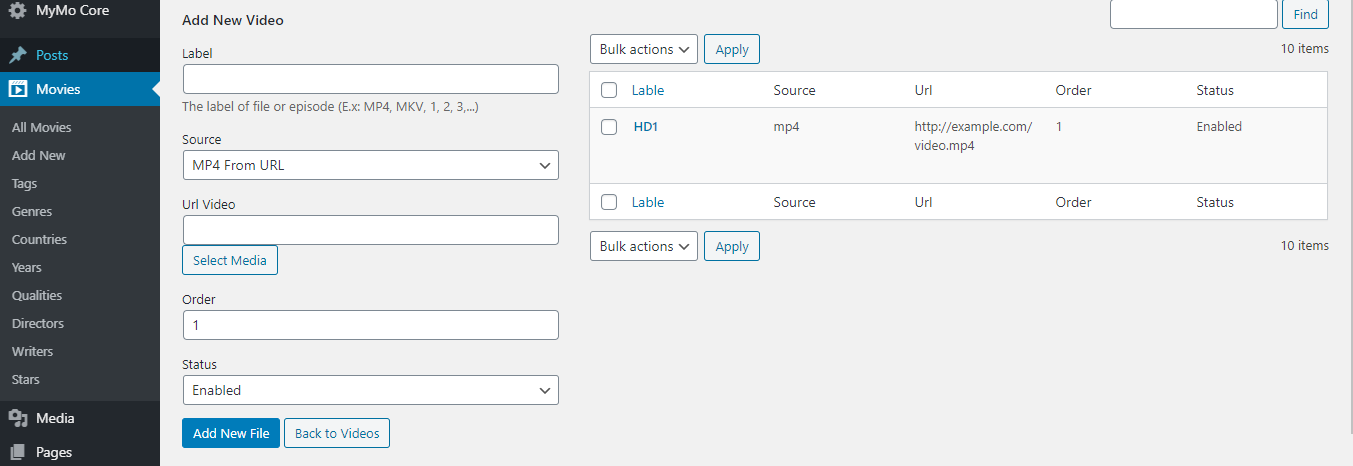 MyMo Core
Posts
Movies
All Movies
Add New
Tags
Genres
Countries
Years
Qualities
Directors
Writers
Stars
Media
Pages
Add New Video
Label
The label of file or episode (E.x: MP4, MKV, 1, 2, 3,...)
Source
MP4 From URL
Url Video
Select Media
Order
1
Status
Enabled
Add New File
Back to Videos
Find
Bulk actions
Apply
10 items
Lable Source Url Order Status
HD1 mp4 http://example.com/ 1 Enabled
video.mp4
Lable Source Url Order Status
Bulk actions
Apply
10 items